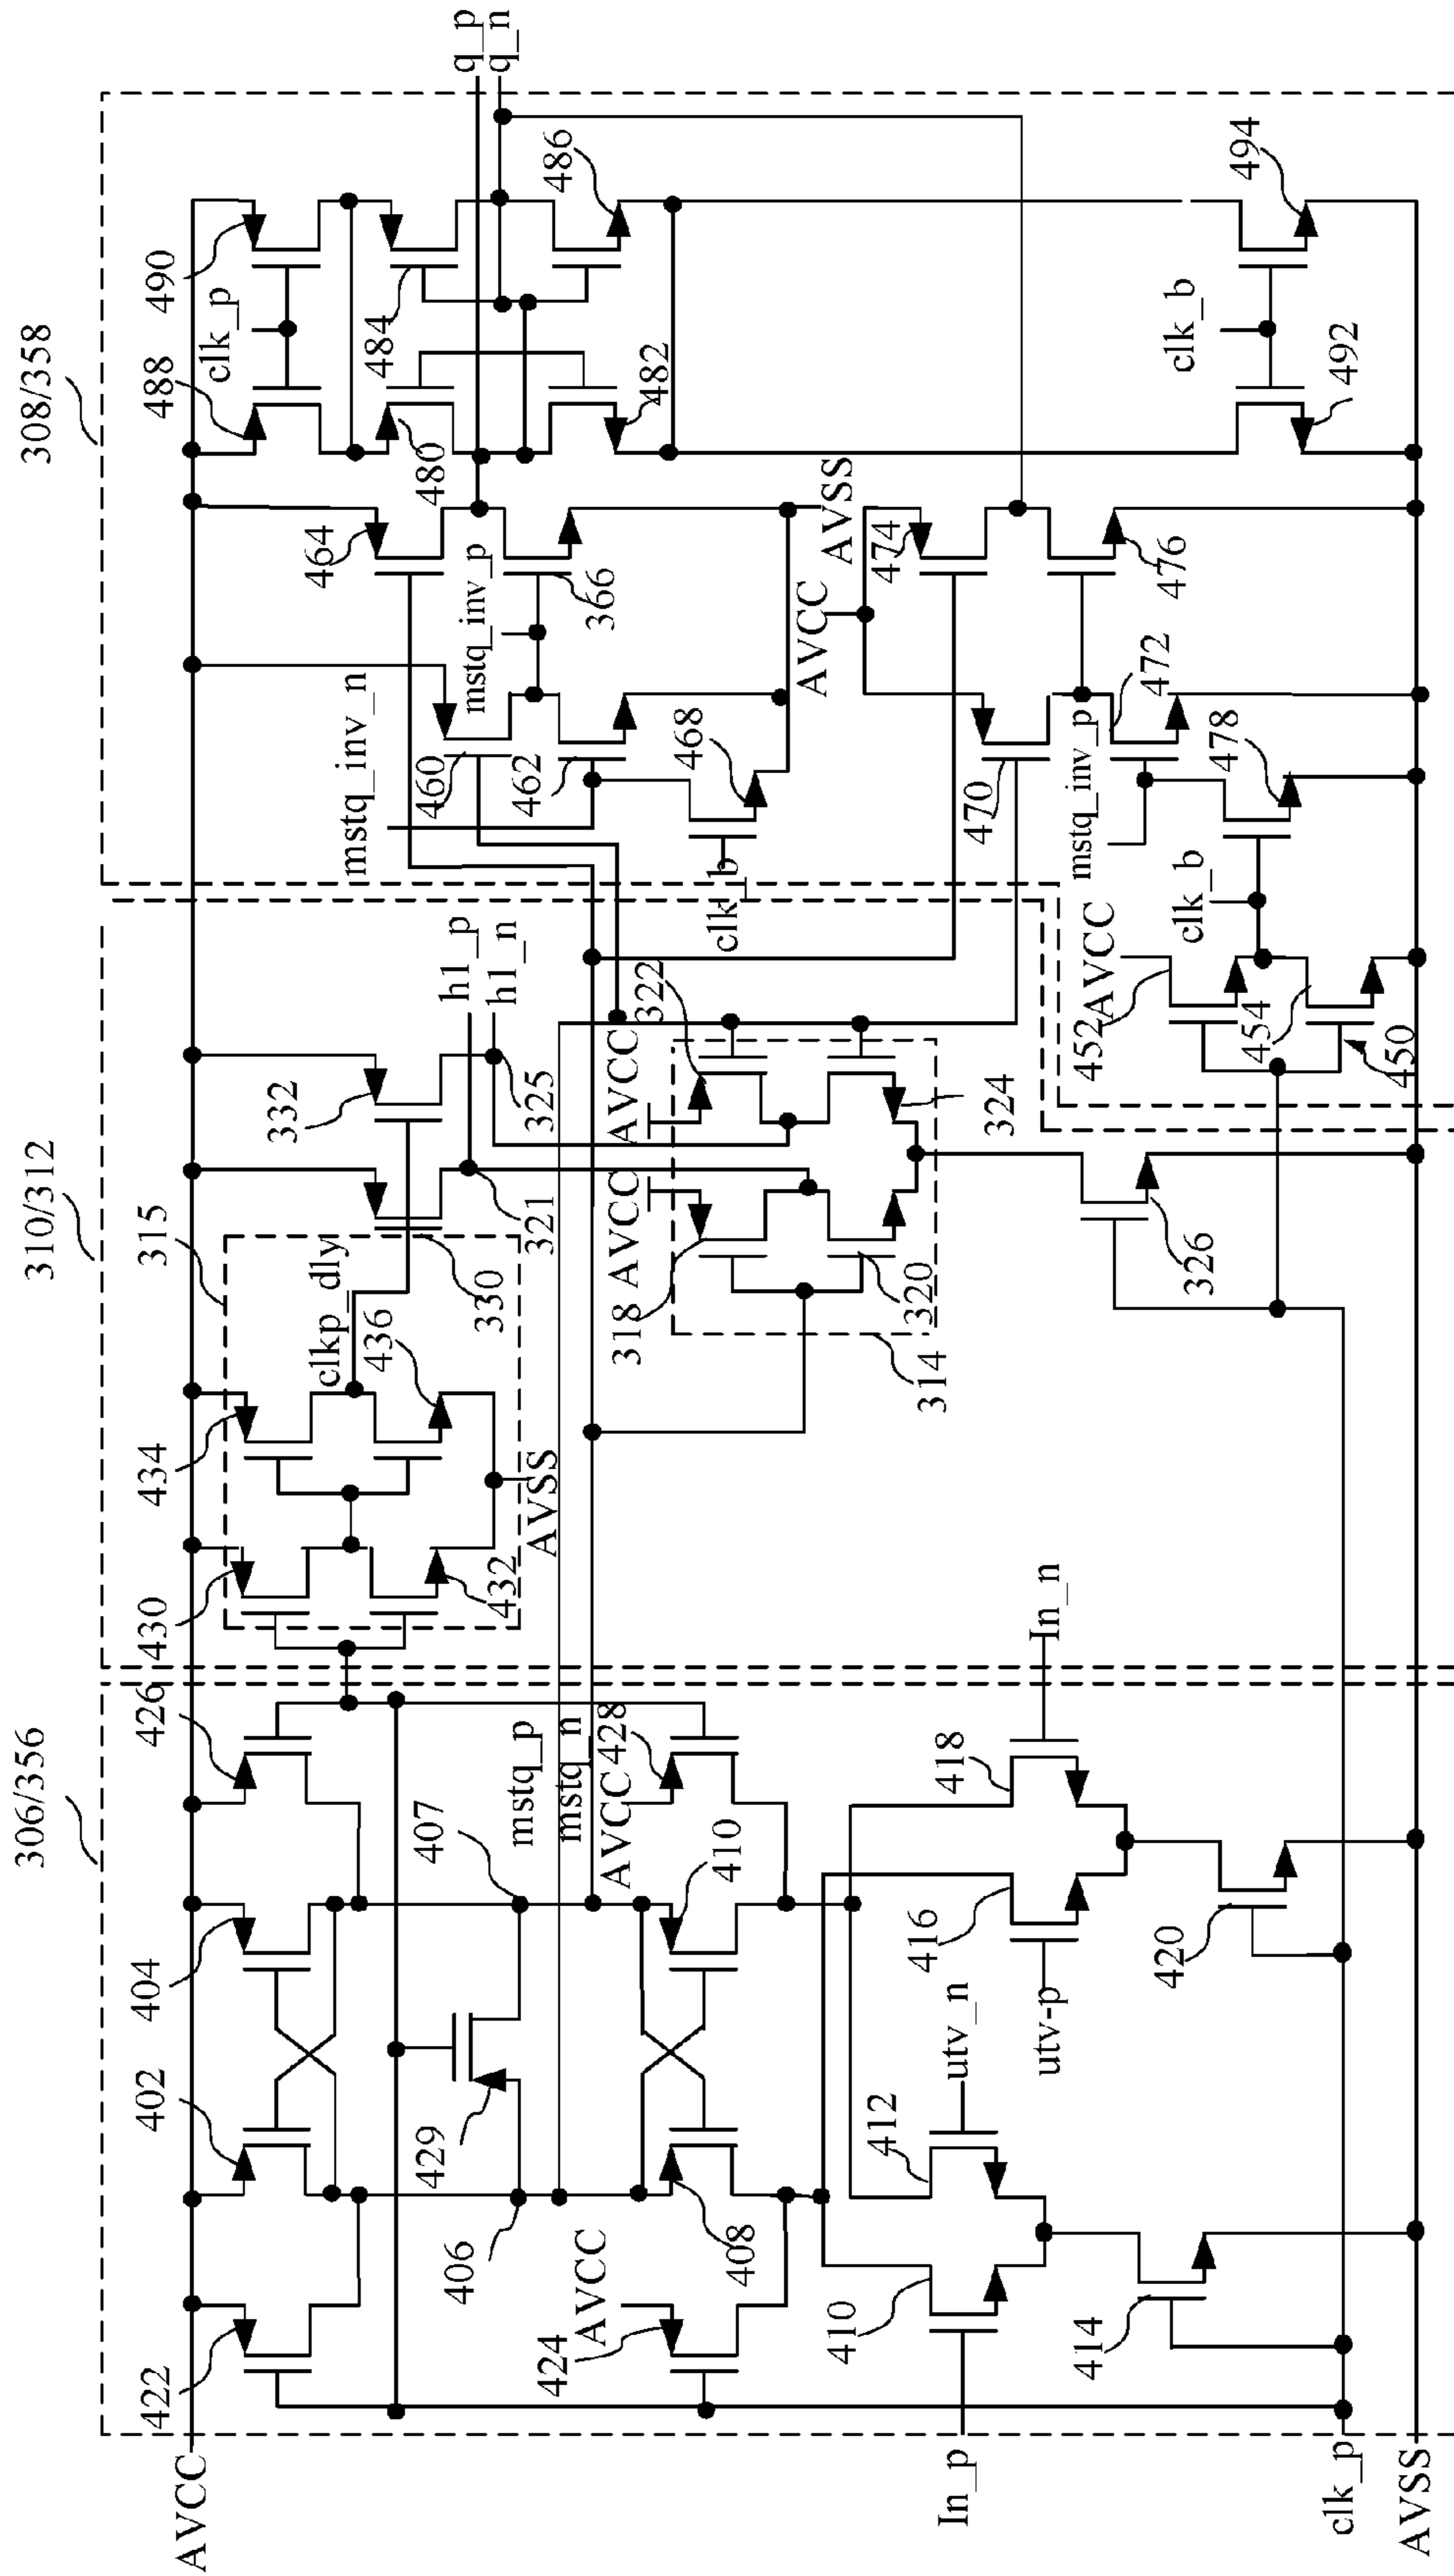 306/356
310/312
308/358
AVCC
422
402
404
426
430
434
315
332
488
clk_p
490
432
436
clkp_dly
330
AVSS
321
325
h1_p
h1_n
mstq_inv_n
464
480
484
482
486
q_p
q_n
406
429
407
mstq_p
mstq_n
460
mstq_inv_p
366
462
468
clk_b
424
AVCC
408
410
AVCC
428
318
AVCC
AVCC
322
320
324
314
AVCC
AVSS
470
474
476
472
mstq_inv_p
478
In_p
410
412
utv_n
utv-p
416
418
In_n
414
420
326
452
AVCC
454
450
clk_b
clk_b
492
494
clk_p
AVSS